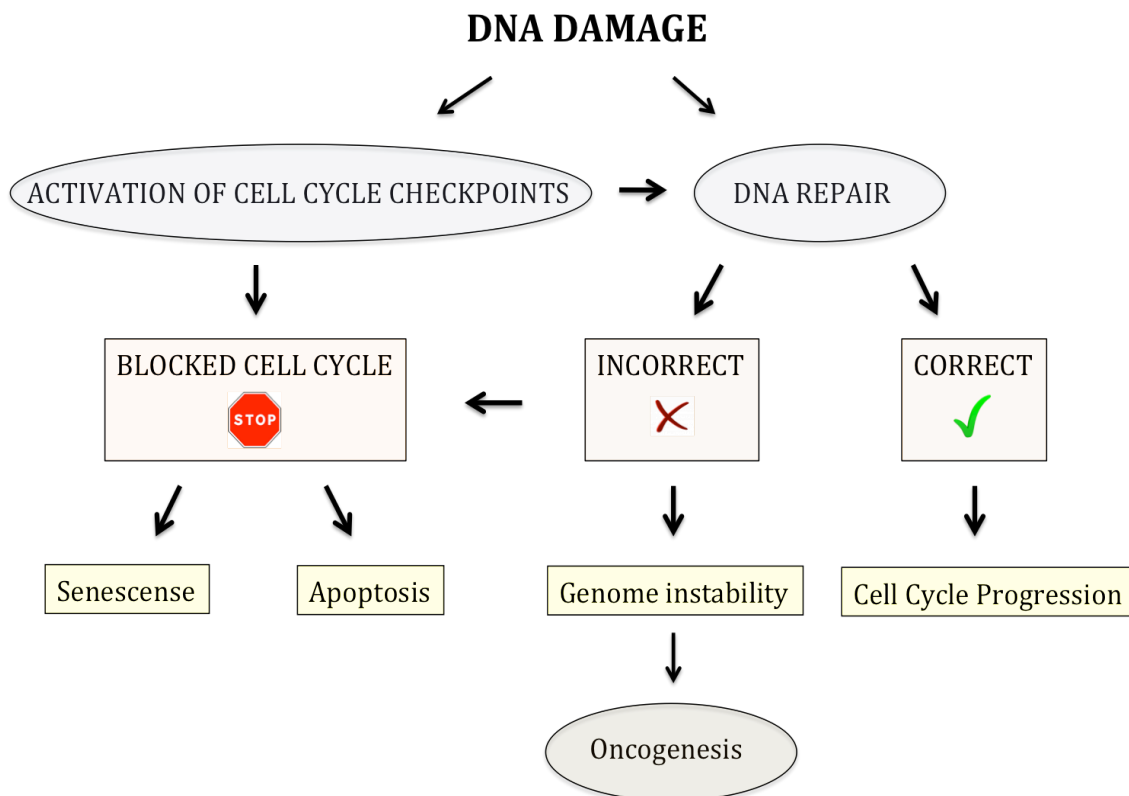 DNA DAMAGE
ACTIVATION OF CELL CYCLE CHECKPOINTS
DNA REPAIR
BLOCKED CELL CYCLE
STOP
INCORRECT
CORRECT
Senescense
Apoptosis
Genome instability
Cell Cycle Progression
Oncogenesis